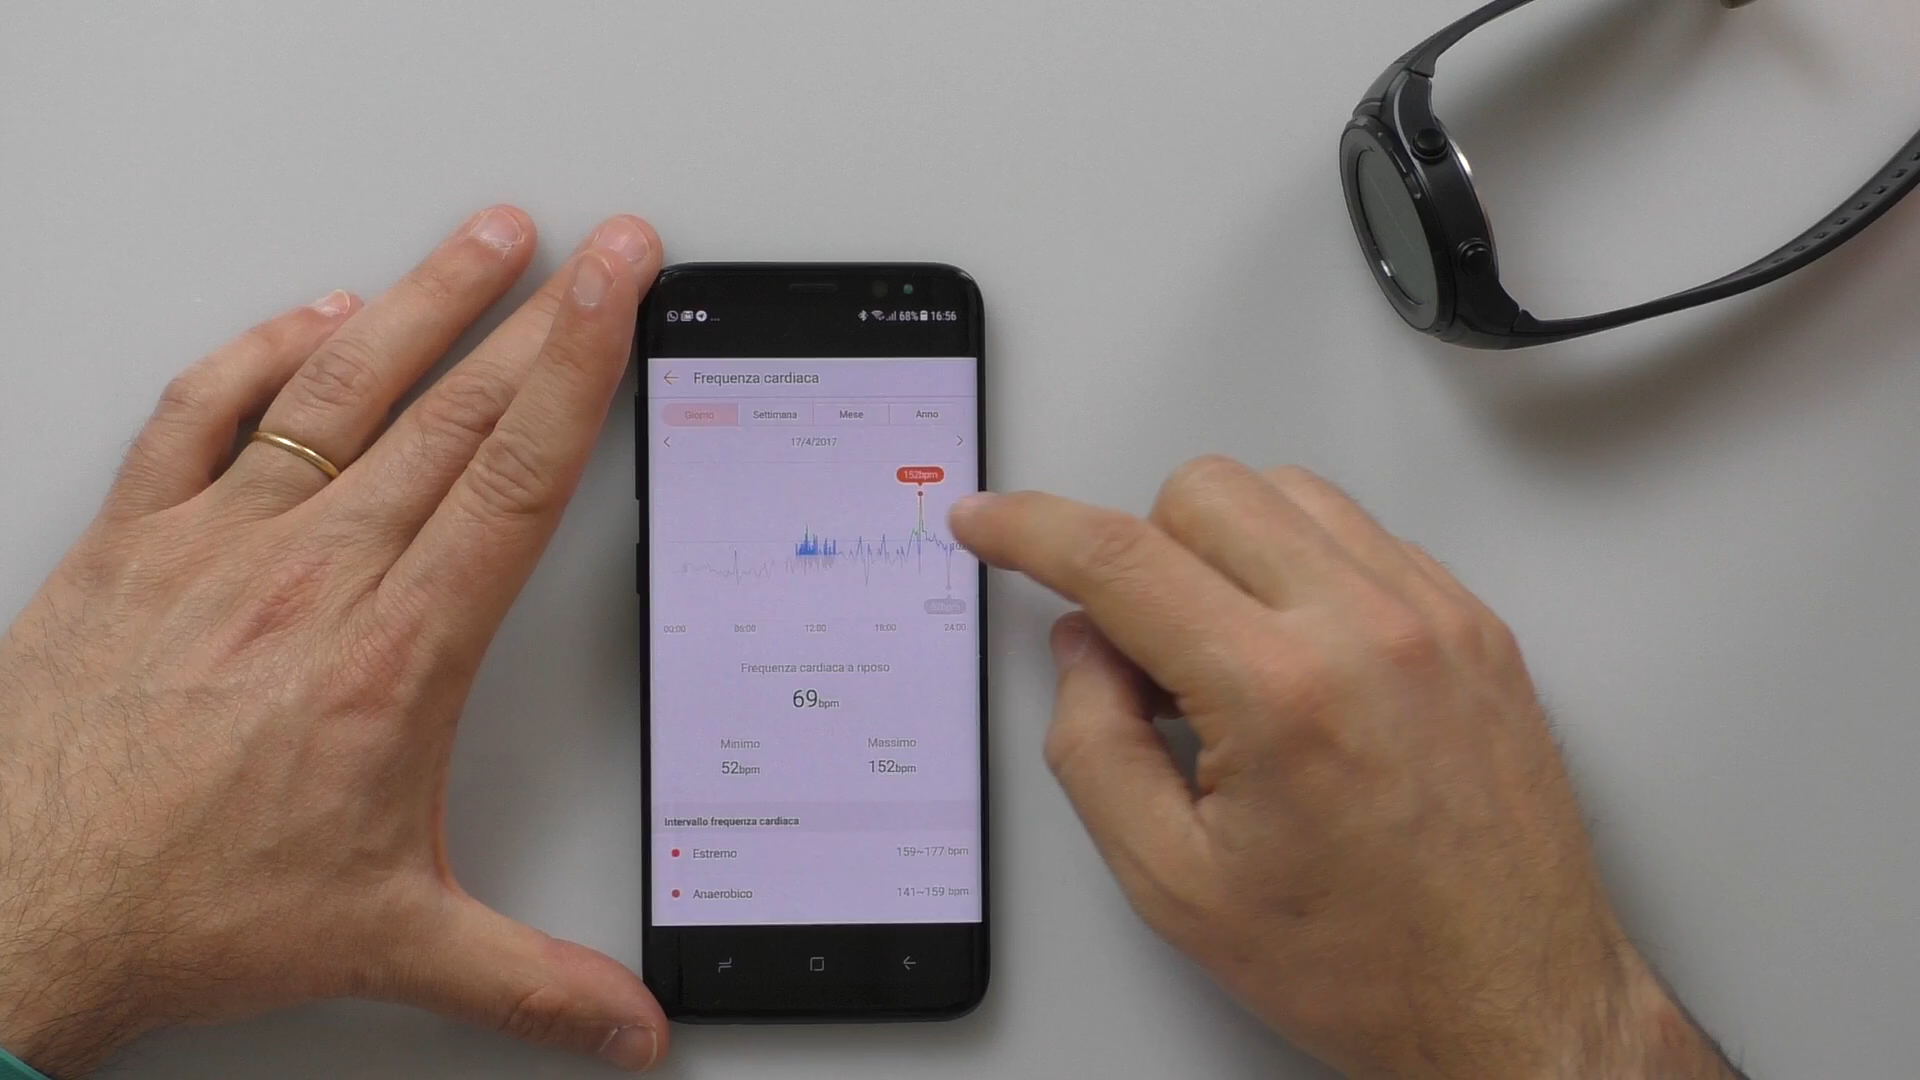 ... 68% 16:56
Frequenza cardiaca
Giorno Settimana Mese Anno
17/4/2017
152bpm
52bpm
00:00 06:00 12:00 18:00 24:00
Frequenza cardiaca a riposo
69bpm
Minimo Massimo
52bpm 152bpm
Intervallo frequenza cardiaca
Estremo 159~177 bpm
Anaerobico 141~159 bpm